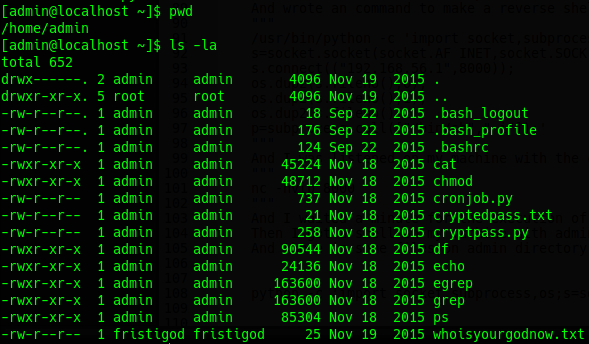 [admin@localhost ~]$ pwd
/home/admin
[admin@localhost ~]$ ls -la
total 652
drwx------. 2 admin admin 4096 Nov 19 2015 .
drwxr-xr-x. 5 root root 4096 Nov 19 2015 ..
-rw-r--r--. 1 admin admin 18 Sep 22 2015 .bash_logout
-rw-r--r--. 1 admin admin 176 Sep 22 2015 .bash_profile
-rw-r--r--. 1 admin admin 124 Sep 22 2015 .bashrc
-rwxr-xr-x 1 admin admin 45224 Nov 18 2015 cat
-rwxr-xr-x 1 admin admin 48712 Nov 18 2015 chmod
-rw-r--r-- 1 admin admin 737 Nov 18 2015 cronjob.py
-rw-r--r-- 1 admin admin 21 Nov 18 2015 cryptedpass.txt
-rw-r--r-- 1 admin admin 258 Nov 18 2015 cryptpass.py
-rwxr-xr-x 1 admin admin 90544 Nov 18 2015 df
-rwxr-xr-x 1 admin admin 24136 Nov 18 2015 echo
-rwxr-xr-x 1 admin admin 163600 Nov 18 2015 egrep
-rwxr-xr-x 1 admin admin 163600 Nov 18 2015 grep
-rwxr-xr-x 1 admin admin 85304 Nov 18 2015 ps
-rw-r--r-- 1 fristigod fristigod 25 Nov 19 2015 whoisyourgodnow.txt